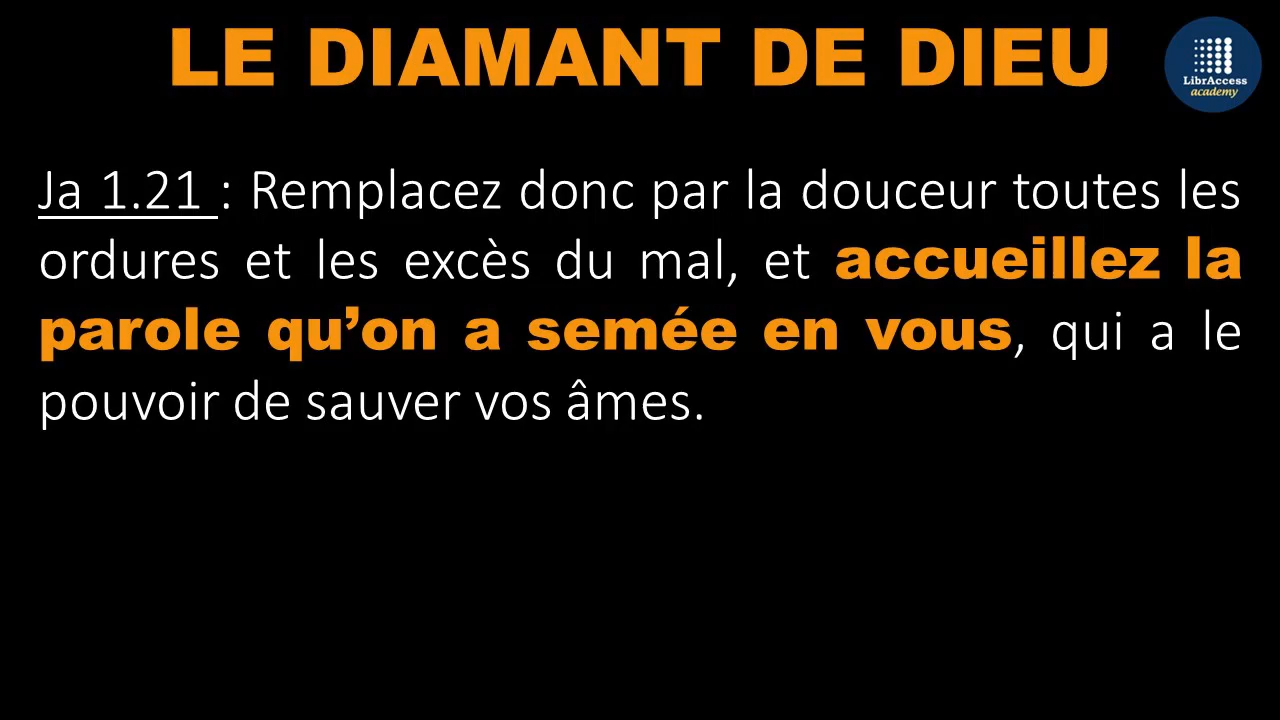 LE DIAMANT DE DIEU
LibrAccess
academy
Ja 1.21 : Remplacez donc par la douceur toutes les
ordures et les excès du mal, et accueillez la
parole qu’on a semée en vous, qui a le
pouvoir de sauver vos âmes.